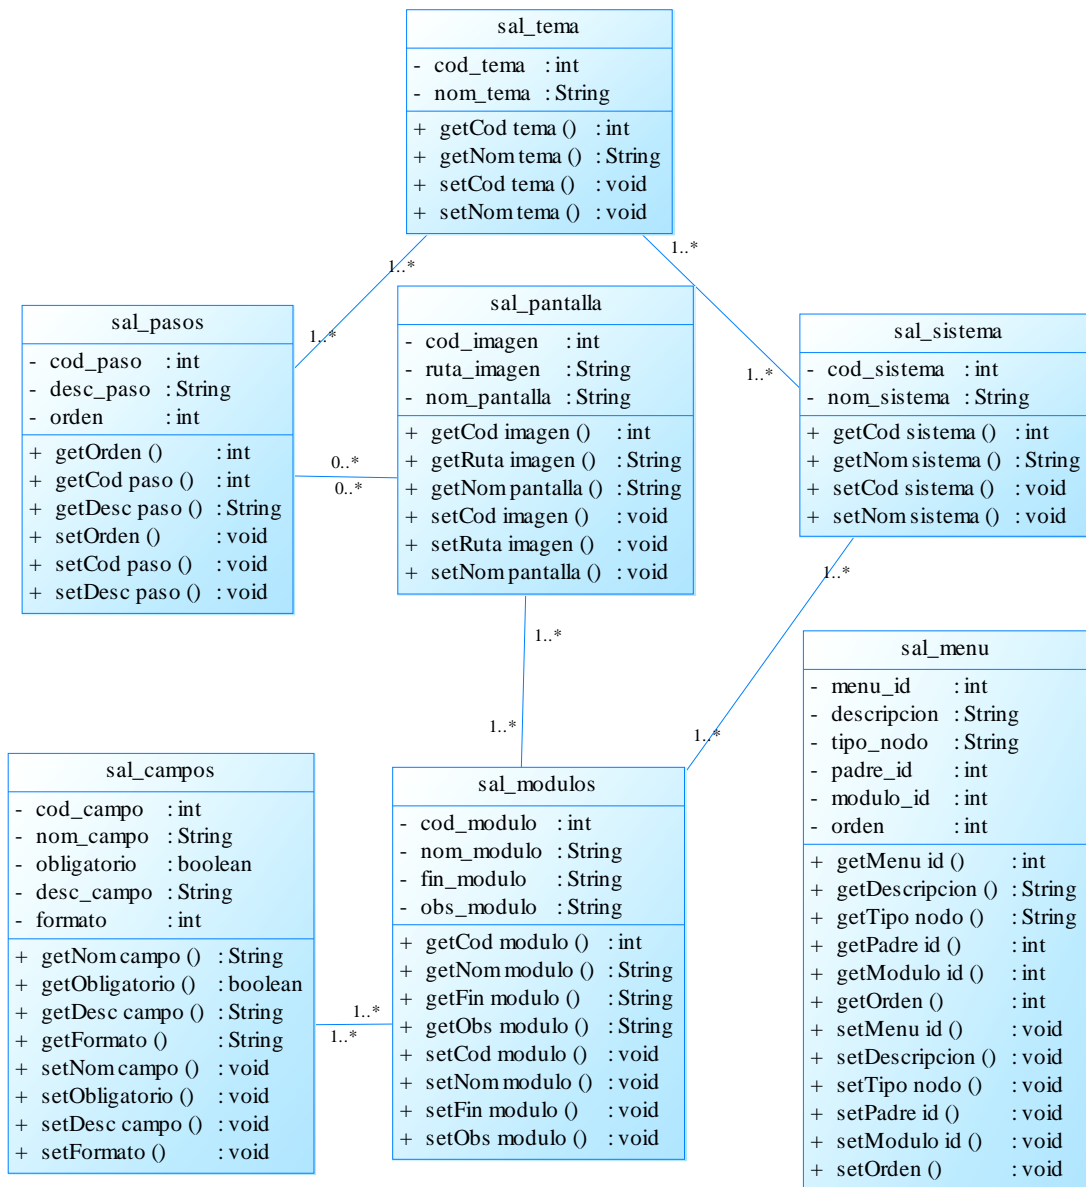 sal_tema
- cod_tema : int
- nom_tema : String
+ getCod tema () : int
+ getNom tema () : String
+ setCod tema () : void
+ setNom tema () : void
1..*
1..*
1..*
1..*
sal_pasos
- cod_paso : int
- desc_paso : String
- orden : int
+ getOrden () : int
+ getCod paso () : int
+ getDesc paso () : String
+ setOrden () : void
+ setCod paso () : void
+ setDesc paso () : void
0..*
0..*
sal_pantalla
- cod_imagen : int
- ruta_imagen : String
- nom_pantalla : String
+ getCod imagen () : int
+ getRuta imagen () : String
+ getNom pantalla () : String
+ setCod imagen () : void
+ setRuta imagen () : void
+ setNom pantalla () : void
sal_sistema
- cod_sistema : int
- nom_sistema : String
+ getCod sistema () : int
+ getNom sistema () : String
+ setCod sistema () : void
+ setNom sistema () : void
1..*
1..*
1..*
1..*
sal_campos
- cod_campo : int
- nom_campo : String
- obligatorio : boolean
- desc_campo : String
- formato : int
+ getNom campo () : String
+ getObligatorio () : boolean
+ getDesc campo () : String
+ getFormato () : String
+ setNom campo () : void
+ setObligatorio () : void
+ setDesc campo () : void
+ setFormato () : void
1..*
1..*
sal_modulos
- cod_modulo : int
- nom_modulo : String
- fin_modulo : String
- obs_modulo : String
+ getCod modulo () : int
+ getNom modulo () : String
+ getFin modulo () : String
+ getObs modulo () : String
+ setCod modulo () : void
+ setNom modulo () : void
+ setFin modulo () : void
+ setObs modulo () : void
sal_menu
- menu_id : int
- descripcion : String
- tipo_nodo : String
- padre_id : int
- modulo_id : int
- orden : int
+ getMenu id () : int
+ getDescripcion () : String
+ getTipo nodo () : String
+ getPadre id () : int
+ getModulo id () : int
+ getOrden () : int
+ setMenu id () : void
+ setDescripcion () : void
+ setTipo nodo () : void
+ setPadre id () : void
+ setModulo id () : void
+ setOrden () : void